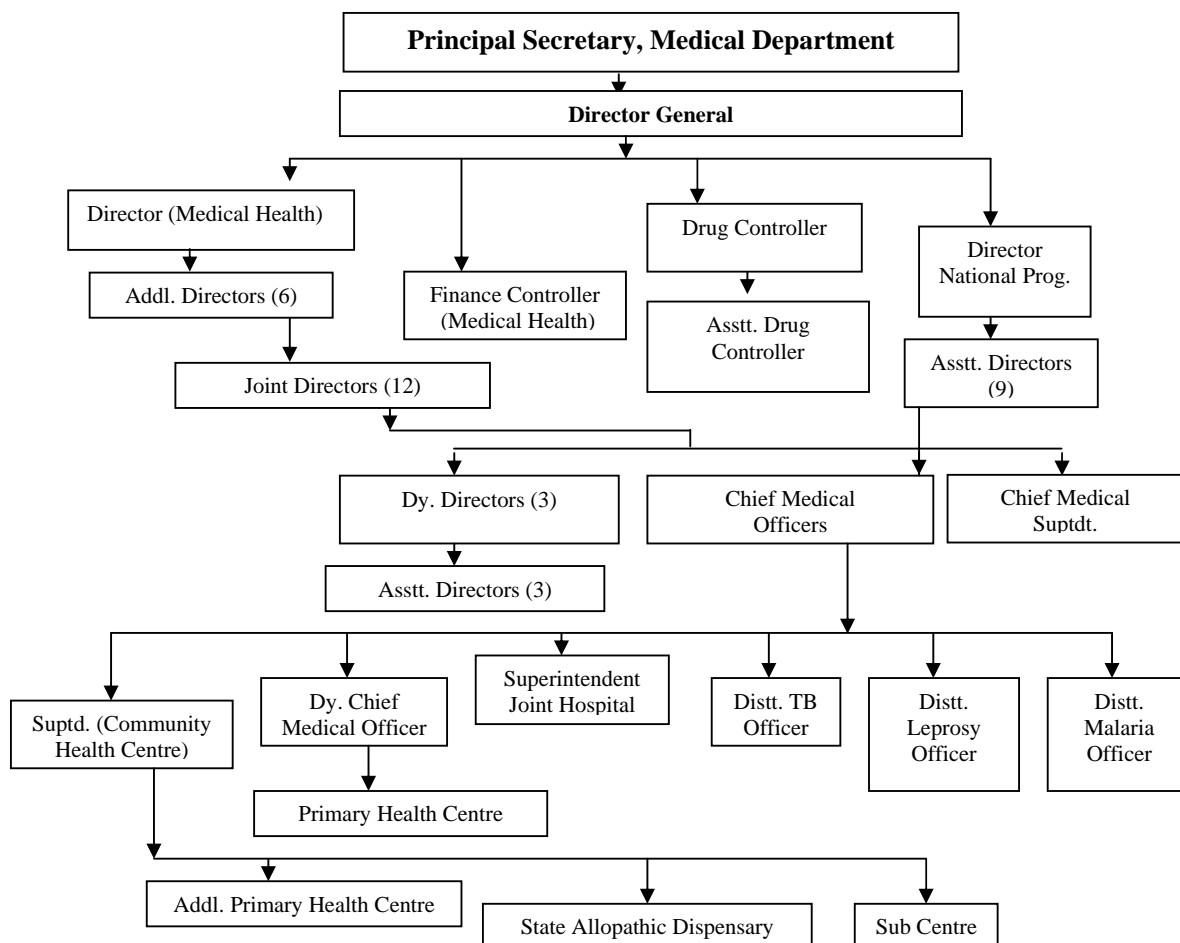 Principal Secretary, Medical Department
Director General
Director (Medical Health)
Drug Controller
Director
National Prog.
Addl. Directors (6)
Finance Controller
(Medical Health)
Asstt. Drug
Controller
Asstt. Directors
(9)
Joint Directors (12)
Dy. Directors (3)
Chief Medical
Officers
Chief Medical
Suptdt.
Asstt. Directors (3)
Suptd. (Community
Health Centre)
Dy. Chief
Medical Officer
Superintendent
Joint Hospital
Distt. TB
Officer
Distt.
Leprosy
Officer
Distt.
Malaria
Officer
Primary Health Centre
Addl. Primary Health Centre
State Allopathic Dispensary
Sub Centre